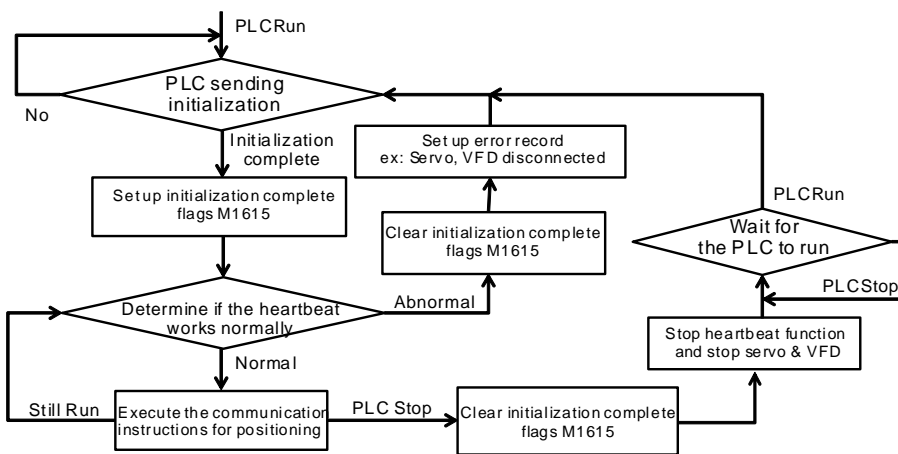 PLCRun
PLC sending
initialization
No
Initialization
complete
Set up initialization complete
flags M1615
Determine if the heartbeat
works normally
Abnormal
Normal
Still Run
Execute the communication
instructions for positioning
PLC Stop
Clear initialization complete
flags M1615
Set up error record
ex: Servo, VFD disconnected
Clear initialization complete
flags M1615
PLCRun
Wait for
the PLC to run
PLCStop
Stop heartbeat function
and stop servo & VFD